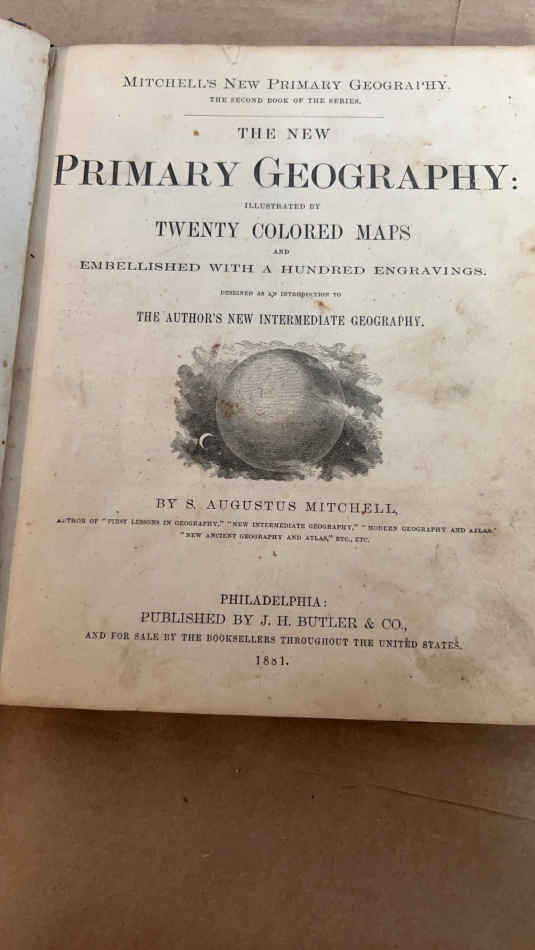 MITCHELL'S NEW PRIMARY GEOGRAPHY.
THE SECOND BOOK OF THE SERIES.
THE NEW
PRIMARY GEOGRAPHY:
ILLUSTRATED BY
TWENTY COLORED MAPS
AND
EMBELLISHED WITH A HUNDRED ENGRAVINGS.
DESIGNED AS AN INTRODUCTION TO
THE AUTHOR'S NEW INTERMEDIATE GEOGRAPHY.
BY S. AUGUSTUS MITCHELL,
AUTHOR OF "FIRST LESSONS IN GEOGRAPHY," "NEW INTERMEDIATE GEOGRAPHY," "MODERN GEOGRAPHY AND ATLAS."
"NEW ANCIENT GEOGRAPHY AND ATLAS," ETC., ETC.
PHILADELPHIA:
PUBLISHED BY J. H. BUTLER & CO.,
AND FOR SALE BY THE BOOKSELLERS THROUGHOUT THE UNITED STATES.
1881.